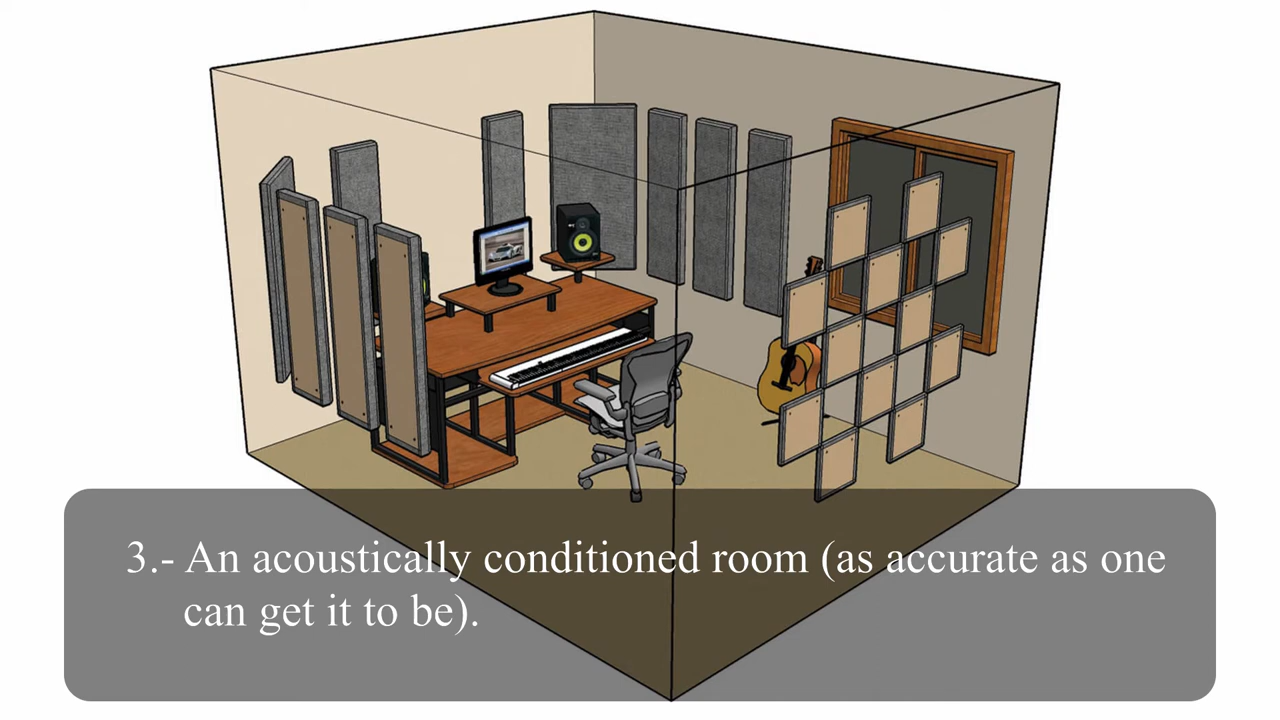 3.- An acoustically conditioned room (as accurate as one
can get it to be).